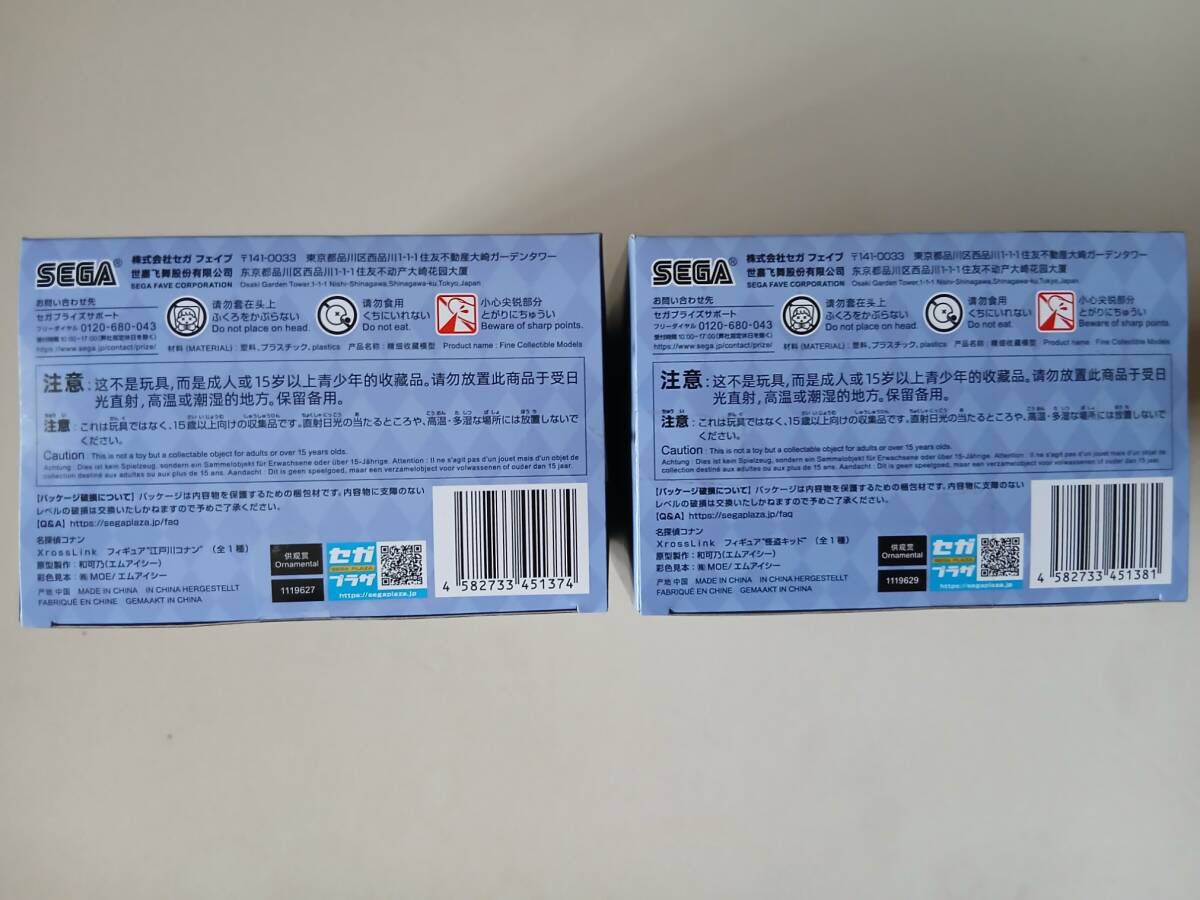 SEGA®
株式会社セガ フェイブ 〒141-0033 東京都品川区西品川1-1-1住友不動産大崎ガーデンタワー
世嘉飞舞股份有限公司 东京都品川区西品川1-1-1住友不动产大崎花园大厦
SEGA FAVE CORPORATION Osaki Garden Tower,1-1-1 Nishi-Shinagawa,Shinagawa-ku,Tokyo,Japan
お問い合わせ先
セガプライズサポート
フリーダイヤル 0120-680-043
受付時間 10:00~17:00(弊社指定休日を除く)
https://www.sega.jp/contact/prize/
请勿套在头上
ふくろをかぶらない
Do not place on head.
请勿食用
くちにいれない
Do not eat.
小心尖锐部分
とがりにちゅうい
Beware of sharp points.
材料 (MATERIAL) : 塑料、プラスチック、plastics 产品名称 : 精细收藏模型 Product name : Fine Collectible Models
注意 : 这不是玩具,而是成人或15岁以上青少年的收藏品。请勿放置此商品于受日
光直射,高温或潮湿的地方。保留备用。
注意 : これは玩具ではなく、15歳以上向けの収集品です。直射日光の当たるところや、高温・多湿な場所には放置しないで
ください。
Caution : This is not a toy but a collectable object for adults or over 15 years olds.
Achtung : Dies ist kein Spielzeug, sondern ein Sammelobjekt für Erwachsene oder über 15-Jährige. Attention : Il ne s'agit pas d'un jouet mais d'un objet de
collection destiné aux adultes ou aux plus de 15 ans. Aandacht : Dit is geen speelgoed, maar een verzamelobject voor volwassenen of ouder dan 15 jaar.
【パッケージ破損について】パッケージは内容物を保護するための梱包材です。内容物に支障のない
レベルの破損は交換いたしかねますので予めご了承ください。
【Q&A】https://segaplaza.jp/faq
名探偵コナン
XrossLink フィギュア"江戸川コナン" (全1種)
原型製作 : 和可乃(エムアイシー)
彩色見本 : ㈱MOE/エムアイシー
产地 中国 MADE IN CHINA IN CHINA HERGESTELLT
FABRIQUÉ EN CHINE GEMAAKT IN CHINA
供观赏
Ornamental
1119627
セガ
SEGA PLAZA
プラザ
https://segaplaza.jp
4 582733 451374
SEGA®
株式会社セガ フェイブ 〒141-0033 東京都品川区西品川1-1-1住友不動産大崎ガーデンタワー
世嘉飞舞股份有限公司 东京都品川区西品川1-1-1住友不动产大崎花园大厦
SEGA FAVE CORPORATION Osaki Garden Tower,1-1-1 Nishi-Shinagawa,Shinagawa-ku,Tokyo,Japan
お問い合わせ先
セガプライズサポート
フリーダイヤル 0120-680-043
受付時間 10:00~17:00(弊社指定休日を除く)
https://www.sega.jp/contact/prize/
请勿套在头上
ふくろをかぶらない
Do not place on head.
请勿食用
くちにいれない
Do not eat.
小心尖锐部分
とがりにちゅうい
Beware of sharp points.
材料 (MATERIAL) : 塑料、プラスチック、plastics 产品名称 : 精细收藏模型 Product name : Fine Collectible Models
注意 : 这不是玩具,而是成人或15岁以上青少年的收藏品。请勿放置此商品于受日
光直射,高温或潮湿的地方。保留备用。
注意 : これは玩具ではなく、15歳以上向けの収集品です。直射日光の当たるところや、高温・多湿な場所には放置しないで
ください。
Caution : This is not a toy but a collectable object for adults or over 15 years olds.
Achtung : Dies ist kein Spielzeug, sondern ein Sammelobjekt für Erwachsene oder über 15-Jährige. Attention : Il ne s'agit pas d'un jouet mais d'un objet de
collection destiné aux adultes ou aux plus de 15 ans. Aandacht : Dit is geen speelgoed, maar een verzamelobject voor volwassenen of ouder dan 15 jaar.
【パッケージ破損について】パッケージは内容物を保護するための梱包材です。内容物に支障のない
レベルの破損は交換いたしかねますので予めご了承ください。
【Q&A】https://segaplaza.jp/faq
名探偵コナン
XrossLink フィギュア"怪盗キッド" (全1種)
原型製作 : 和可乃(エムアイシー)
彩色見本 : ㈱MOE/エムアイシー
产地 中国 MADE IN CHINA IN CHINA HERGESTELLT
FABRIQUÉ EN CHINE GEMAAKT IN CHINA
供观赏
Ornamental
1119629
セガ
SEGA PLAZA
プラザ
https://segaplaza.jp
4 582733 451381